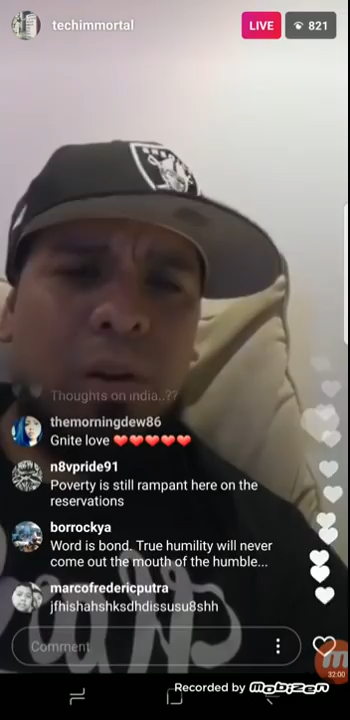 techimmortal
LIVE
821
Thoughts on india..??
themorningdew86
Gnite love ❤️❤️❤️❤️❤️
n8vpride91
Poverty is still rampant here on the
reservations
borrockya
Word is bond. True humility will never
come out the mouth of the humble...
marcofredericputra
jfhishahshksdhdissusu8shh
Comment
32:00
Recorded by Mobizen